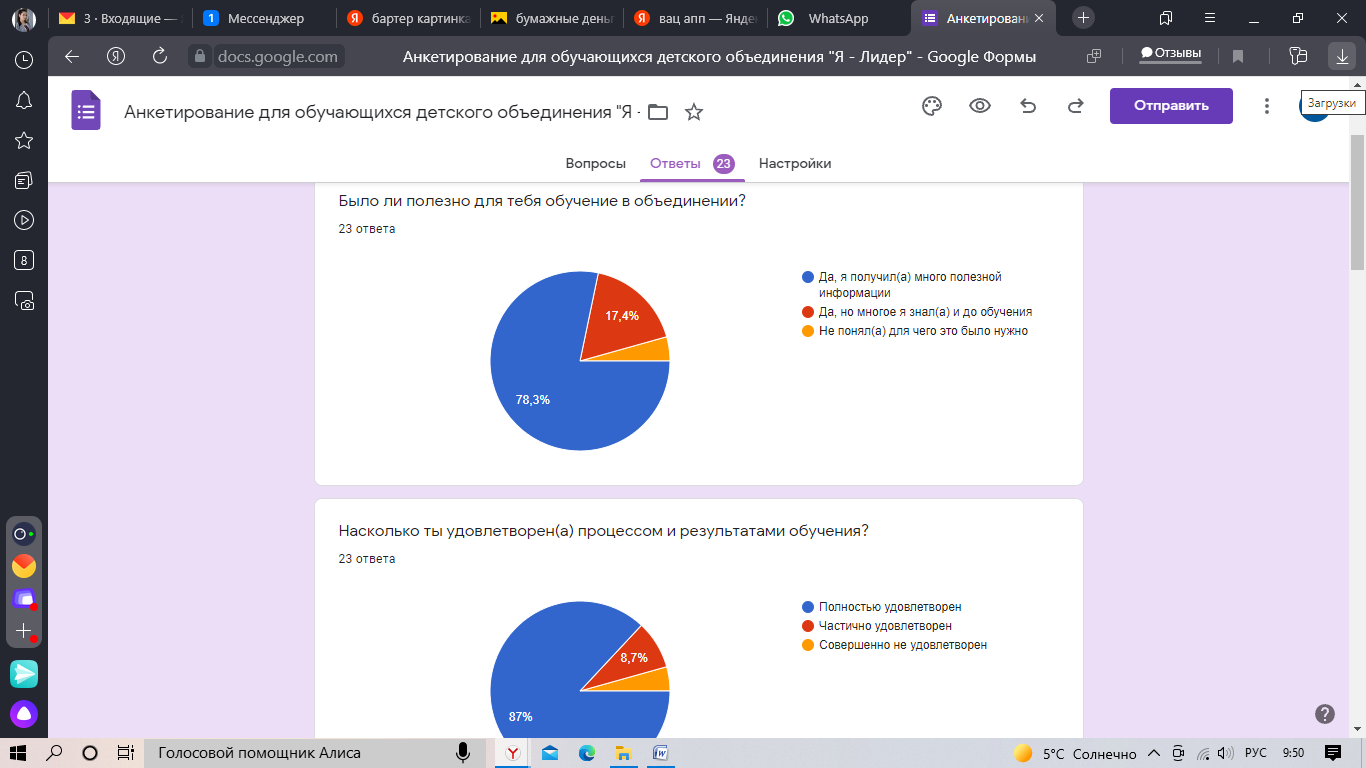 3 · Входящие —
Мессенджер
бартер картинка
бумажные день
вац апп — Янде
WhatsApp
Анкетирован
docs.google.com
Анкетирование для обучающихся детского объединения "Я - Лидер" - Google Формы
Отзывы
Анкетирование для обучающихся детского объединения "Я -
Отправить
Загрузки
Вопросы
Ответы 23
Настройки
Было ли полезно для тебя обучение в объединении?
23 ответа
Да, я получил(а) много полезной
информации
Да, но многое я знал(а) и до обучения
Не понял(а) для чего это было нужно
17,4%
78,3%
Насколько ты удовлетворен(а) процессом и результатами обучения?
23 ответа
Полностью удовлетворен
Частично удовлетворен
Совершенно не удовлетворен
8,7%
87%
Голосовой помощник Алиса
5°C Солнечно
РУС
9:50